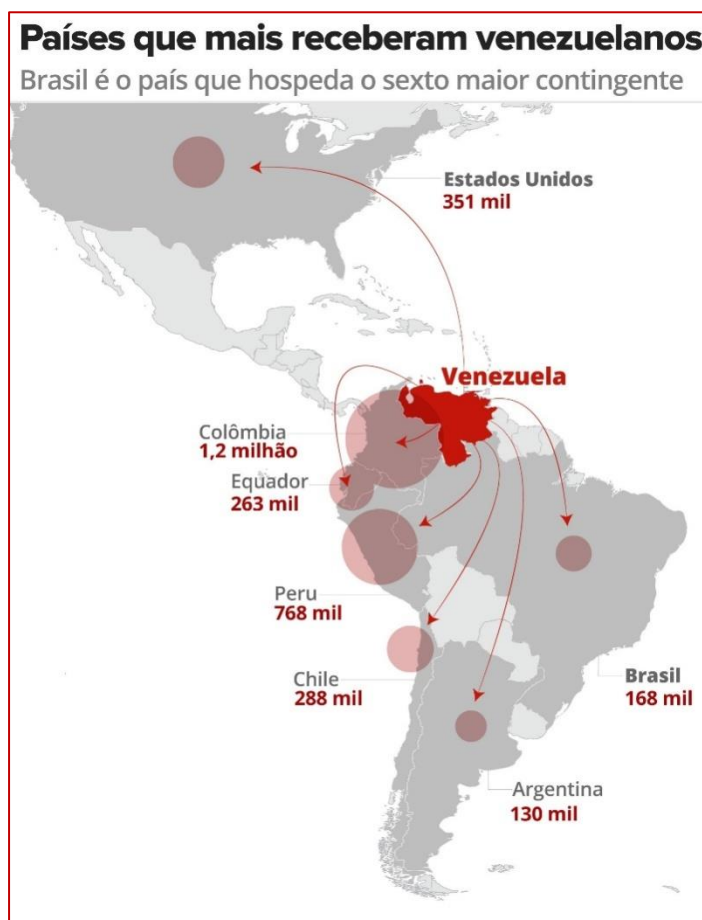 Países que mais receberam venezuelanos
Brasil é o país que hospeda o sexto maior contingente
Estados Unidos
351 mil
Venezuela
Colômbia
1,2 milhão
Equador
263 mil
Peru
768 mil
Chile
288 mil
Brasil
168 mil
Argentina
130 mil